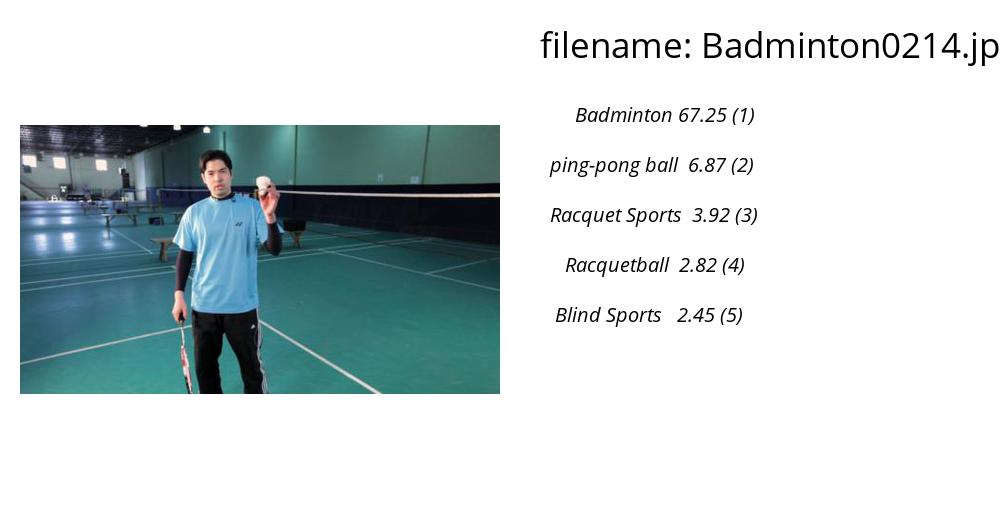 filename: Badminton0214.jp
Badminton 67.25 (1)
ping-pong ball 6.87 (2)
Racquet Sports 3.92 (3)
Racquetball 2.82 (4)
Blind Sports 2.45 (5)